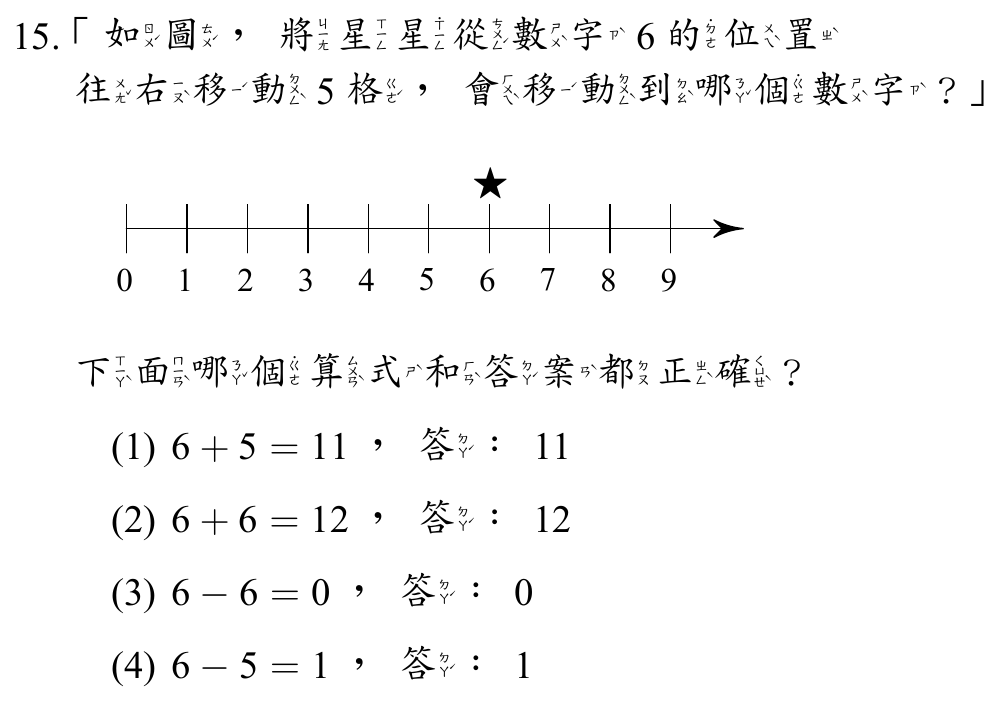 15.「如圖，將星星從數字 6 的位置
往右移動 5 格，會移動到哪個數字？」
0 1 2 3 4 5 6 7 8 9
下面哪個算式和答案都正確？
(1) 6 + 5 = 11 ， 答： 11
(2) 6 + 6 = 12 ， 答： 12
(3) 6 − 6 = 0 ， 答： 0
(4) 6 − 5 = 1 ， 答： 1